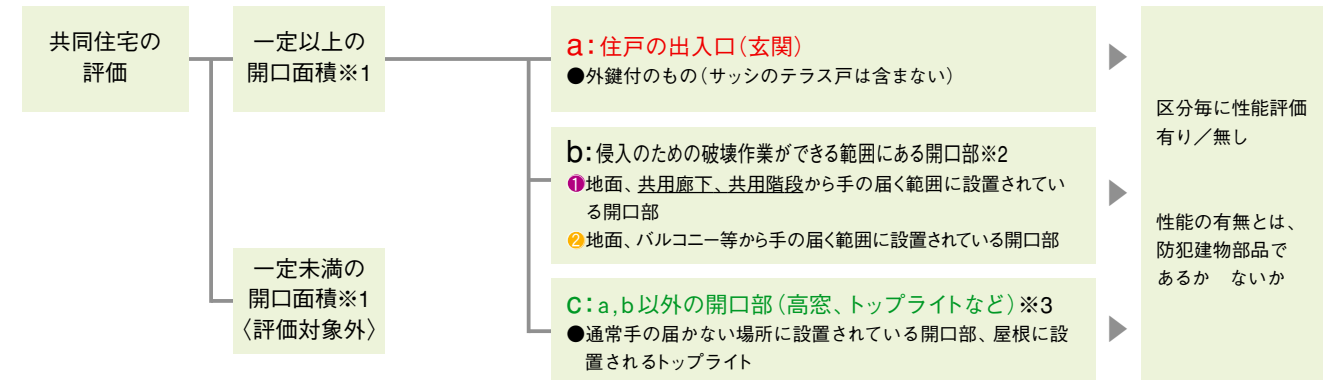 共同住宅の
評価
一定以上の
開口面積※1
一定未満の
開口面積※1
〈評価対象外〉
a:住戸の出入口(玄関)
●外鍵付のもの(サッシのテラス戸は含まない)
b:侵入のための破壊作業ができる範囲にある開口部※2
❶地面、共用廊下、共用階段から手の届く範囲に設置されてい
る開口部
❷地面、バルコニー等から手の届く範囲に設置されている開口部
c:a,b以外の開口部(高窓、トップライトなど)※3
●通常手の届かない場所に設置されている開口部、屋根に設
置されるトップライト
区分毎に性能評価
有り/無し
性能の有無とは、
防犯建物部品で
あるか ないか